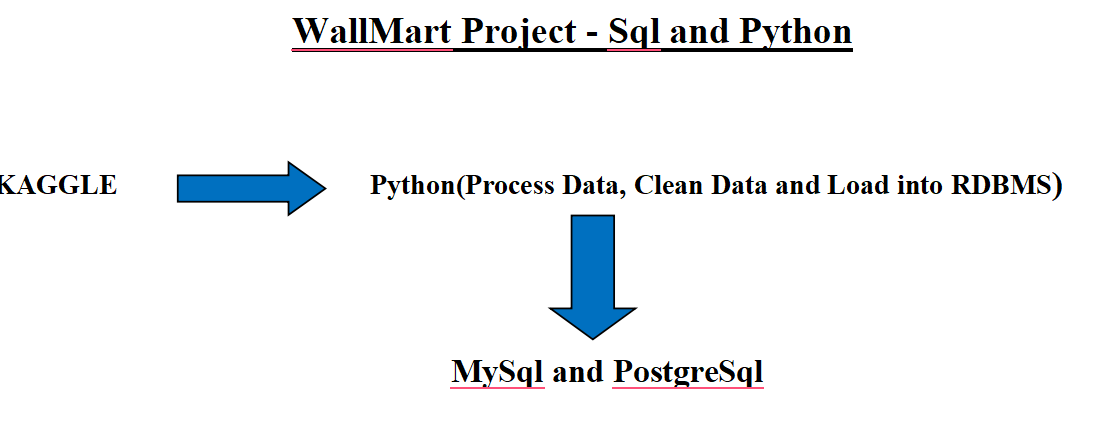 WallMart Project - Sql and Python
KAGGLE
Python(Process Data, Clean Data and Load into RDBMS)
MySql and PostgreSql